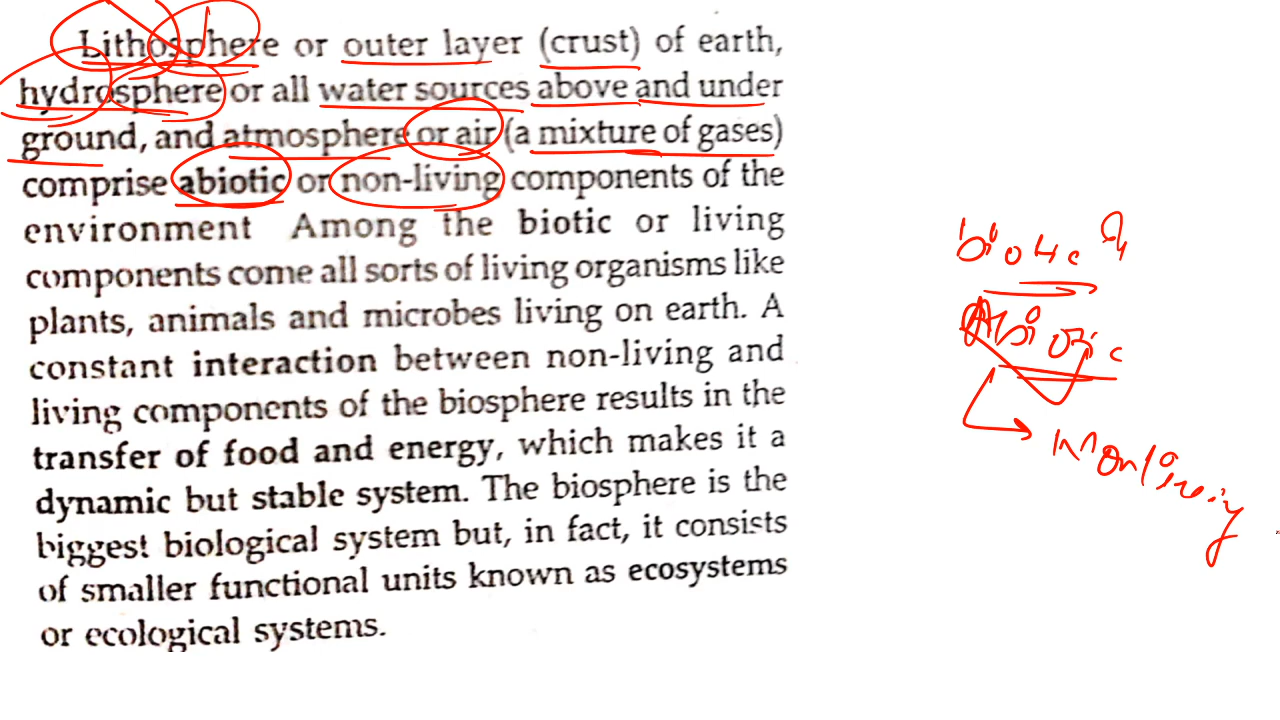 Lithosphere or outer layer (crust) of earth,
hydrosphere or all water sources above and under
ground, and atmosphere or air (a mixture of gases)
comprise abiotic or non-living components of the
environment Among the biotic or living
components come all sorts of living organisms like
plants, animals and microbes living on earth. A
constant interaction between non-living and
living components of the biosphere results in the
transfer of food and energy, which makes it a
dynamic but stable system. The biosphere is the
biggest biological system but, in fact, it consists
of smaller functional units known as ecosystems
or ecological systems.
biotic
Abiotic